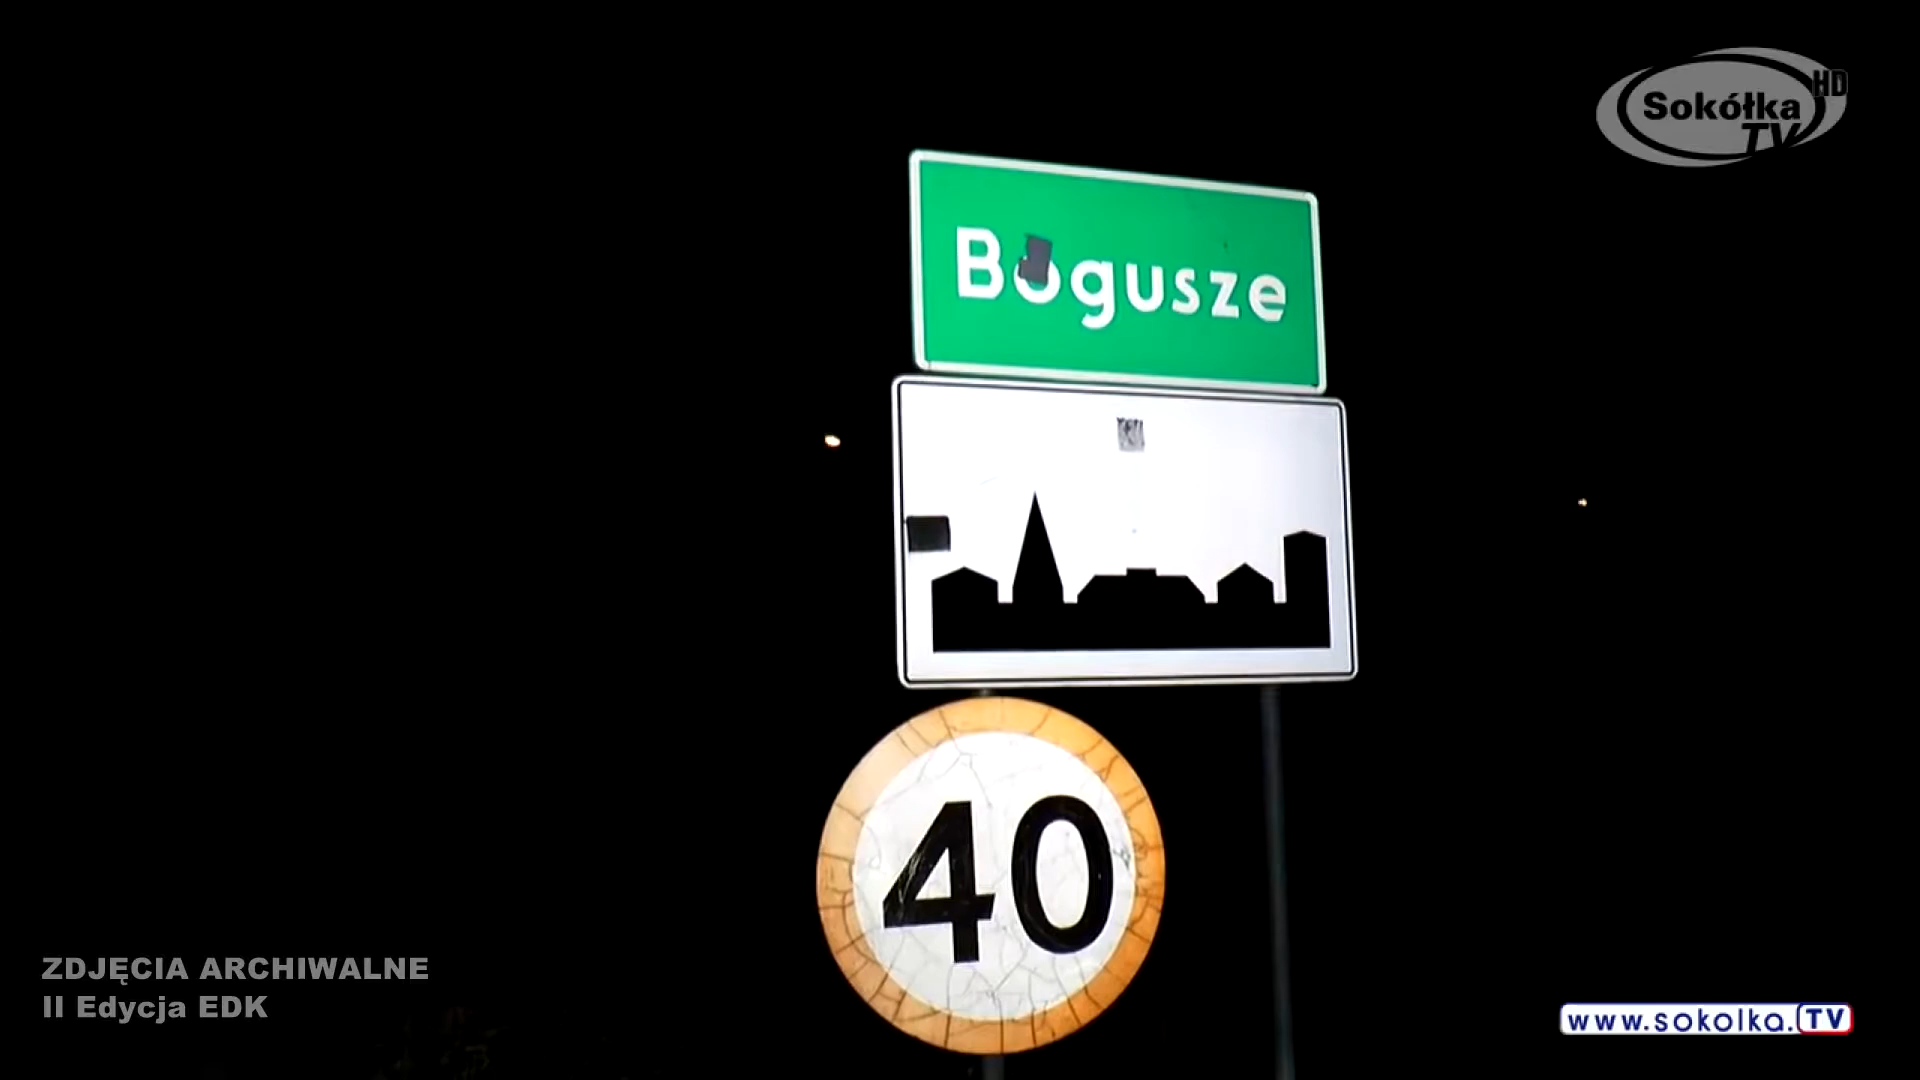 Sokółka HD
TV
Bogusze
40
ZDJĘCIA ARCHIWALNE
II Edycja EDK
www.sokolka.TV